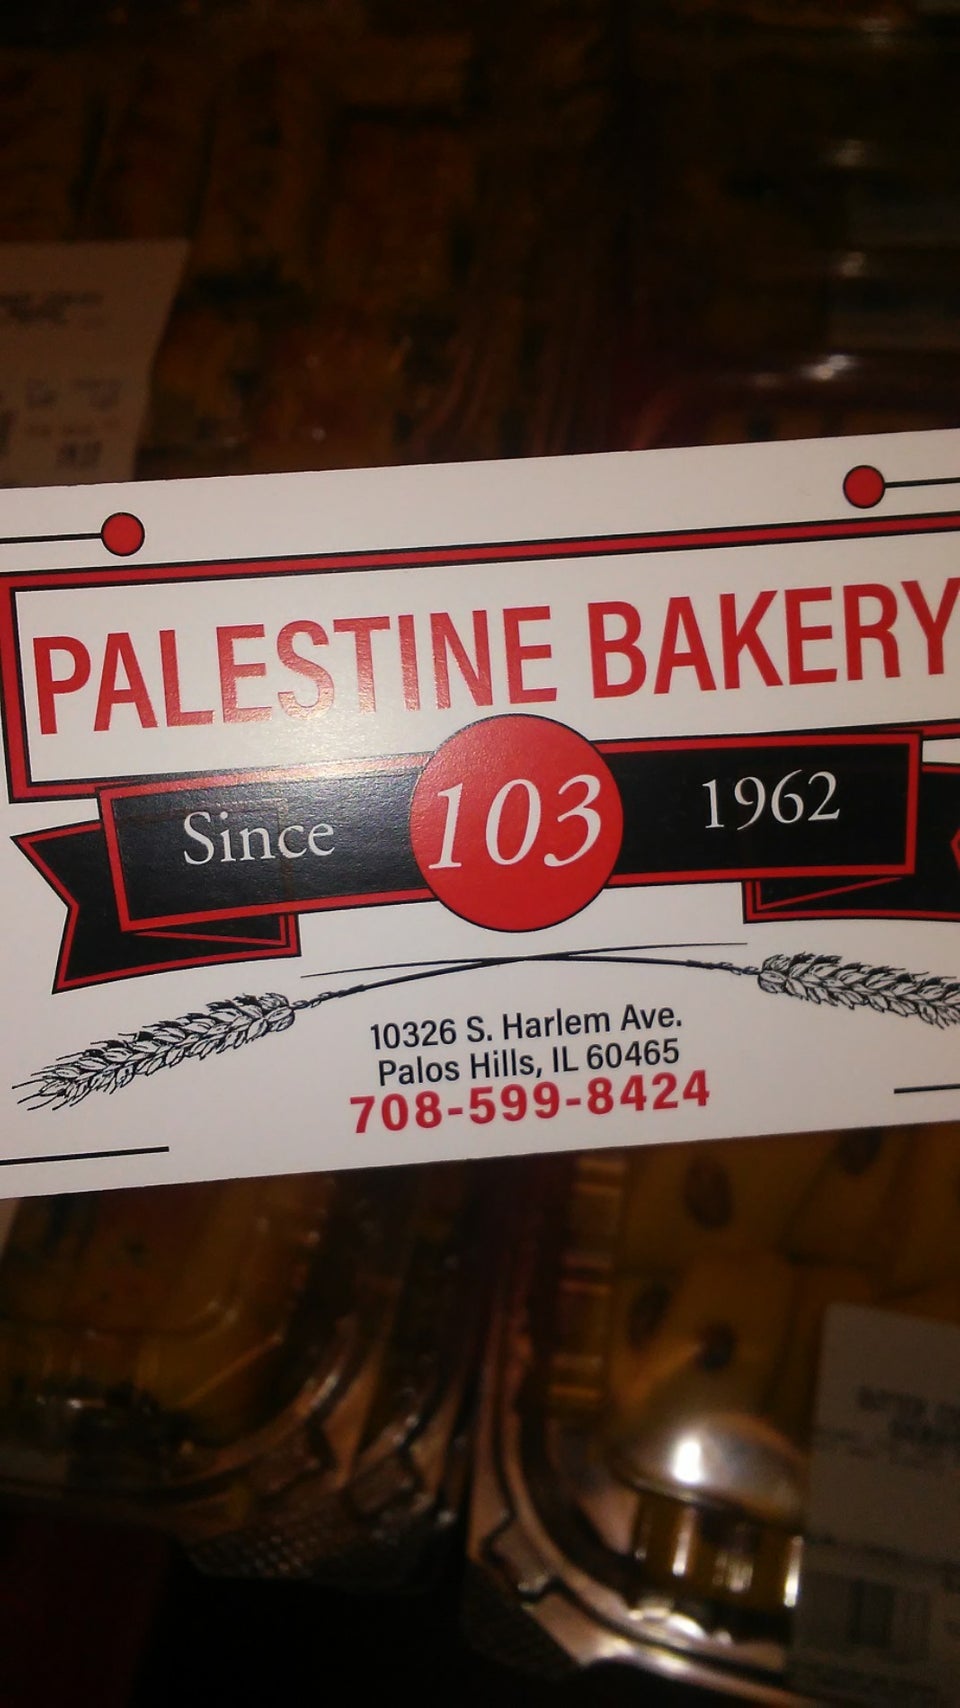 PALESTINE BAKERY
Since 103 1962
10326 S. Harlem Ave.
Palos Hills, IL 60465
708-599-8424